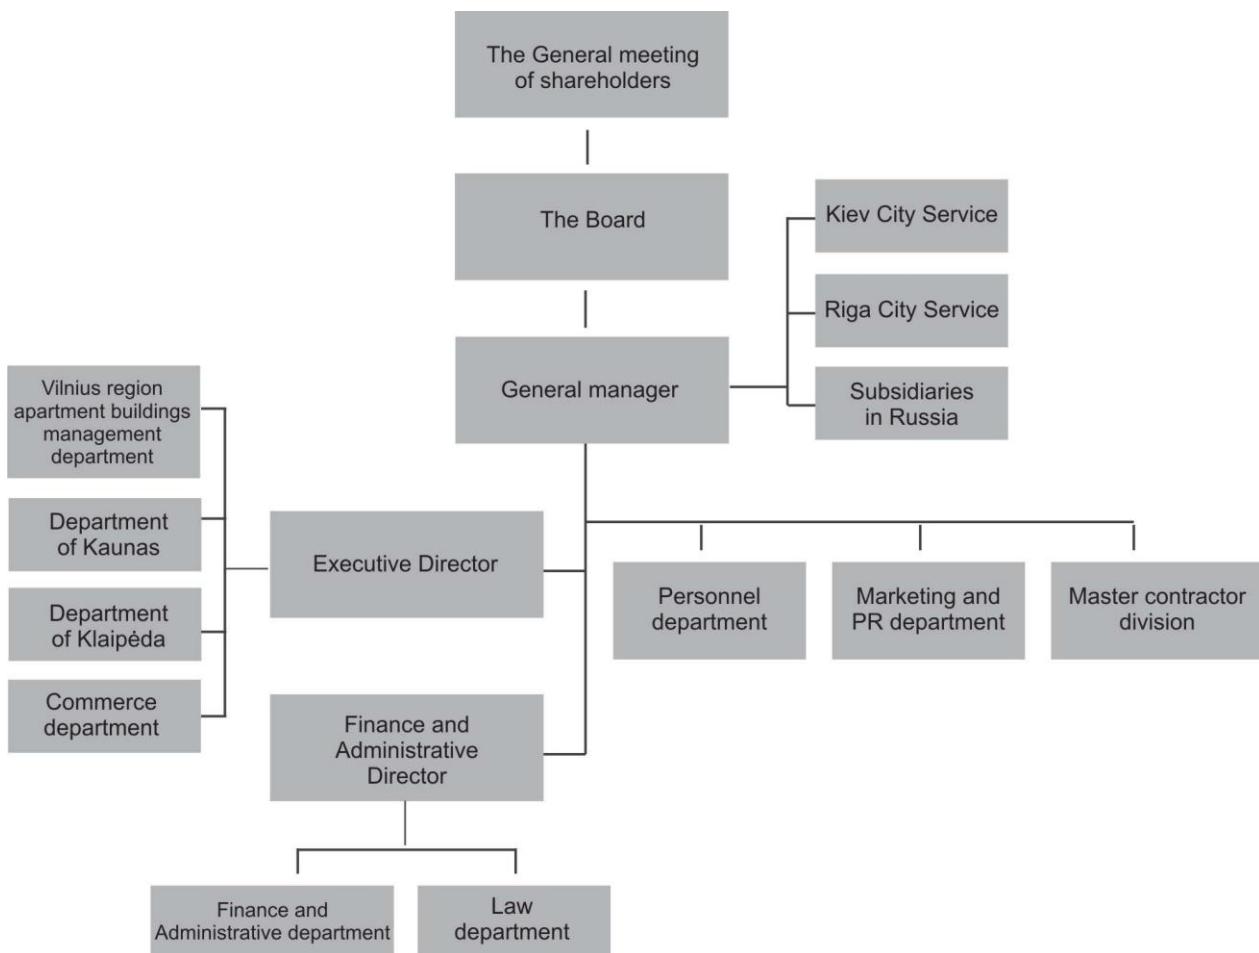 The General meeting
of shareholders
The Board
Kiev City Service
Riga City Service
General manager
Subsidiaries
in Russia
Vilnius region
apartment buildings
management
department
Department
of Kaunas
Executive Director
Department
of Klaipėda
Commerce
department
Personnel
department
Marketing and
PR department
Master contractor
division
Finance and
Administrative
Director
Finance and
Administrative department
Law
department